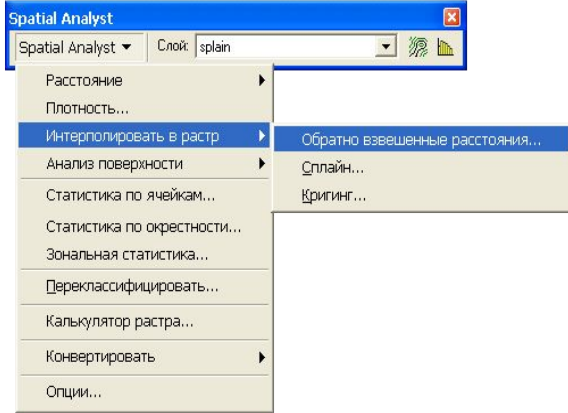 Spatial Analyst
Spatial Analyst Слой: splain
Расстояние
Плотность...
Интерполировать в растр
Обратно взвешенные расстояния...
Анализ поверхности
Сплайн...
Статистика по ячейкам...
Кригинг...
Статистика по окрестности...
Зональная статистика...
Переклассифицировать...
Калькулятор растра...
Конвертировать
Опции...